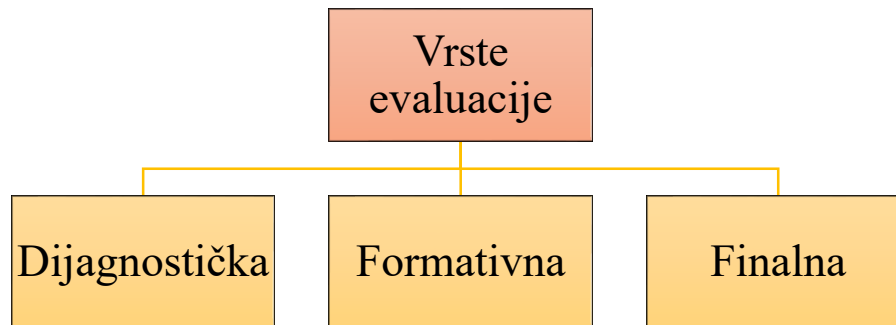 Vrste
evaluacije
Dijagnostička
Formativna
Finalna